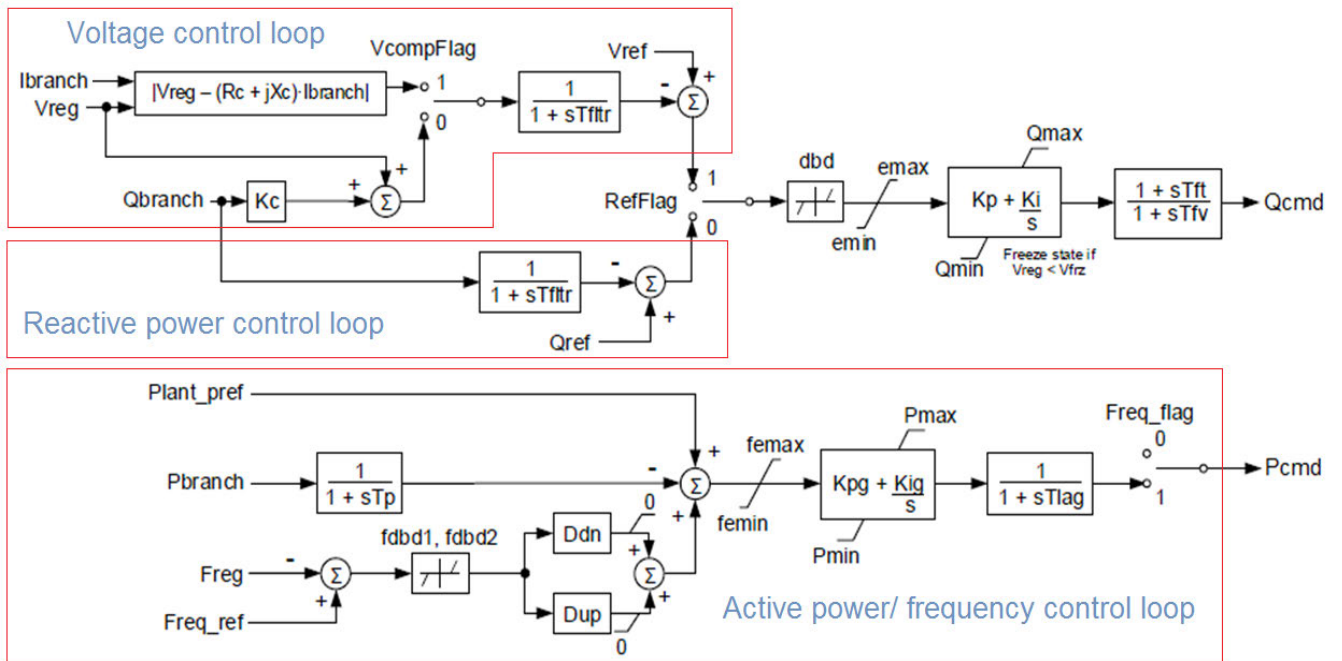 Voltage control loop
VcompFlag
Vref
+
Ibranch
|Vreg – (Rc + jXc)·Ibranch|
1
1
1 + sTfltr
-
Σ
Vreg
0
+
Qbranch
Kc
+
Σ
RefFlag
1
0
dbd
emax
emin
Qmax
Kp + Ki
s
Qmin
Freeze state if
Vreg < Vfrz
1 + sTft
1 + sTfv
Qcmd
1
1 + sTfltr
-
Σ
+
Qref
Reactive power control loop
Plant_pref
+
Pbranch
1
1 + sTp
-
Σ
+
femax
femin
Pmax
Kpg + Kig
s
Pmin
1
1 + sTlag
Freq_flag
0
1
Pcmd
fdbd1, fdbd2
Ddn
0
+
Freg
-
Σ
Σ
+
Freq_ref
+
Dup
0
Active power/ frequency control loop